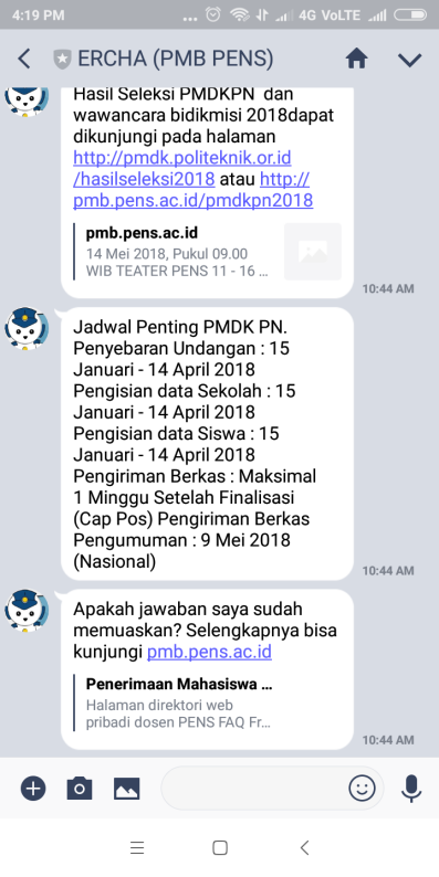 4:19 PM ... 4G VoLTE
ERCHA (PMB PENS)
Hasil Seleksi PMDKPN dan
wawancara bidikmisi 2018dapat
dikunjungi pada halaman
http://pmdk.politeknik.or.id
/hasilseleksi2018 atau http://
pmb.pens.ac.id/pmdkpn2018
pmb.pens.ac.id
14 Mei 2018, Pukul 09.00
WIB TEATER PENS 11 - 16 ...
10:44 AM
Jadwal Penting PMDK PN.
Penyebaran Undangan : 15
Januari - 14 April 2018
Pengisian data Sekolah : 15
Januari - 14 April 2018
Pengisian data Siswa : 15
Januari - 14 April 2018
Pengiriman Berkas : Maksimal
1 Minggu Setelah Finalisasi
(Cap Pos) Pengiriman Berkas
Pengumuman : 9 Mei 2018
(Nasional)
10:44 AM
Apakah jawaban saya sudah
memuaskan? Selengkapnya bisa
kunjungi pmb.pens.ac.id
Penerimaan Mahasiswa ...
Halaman direktori web
pribadi dosen PENS FAQ Fr...
10:44 AM